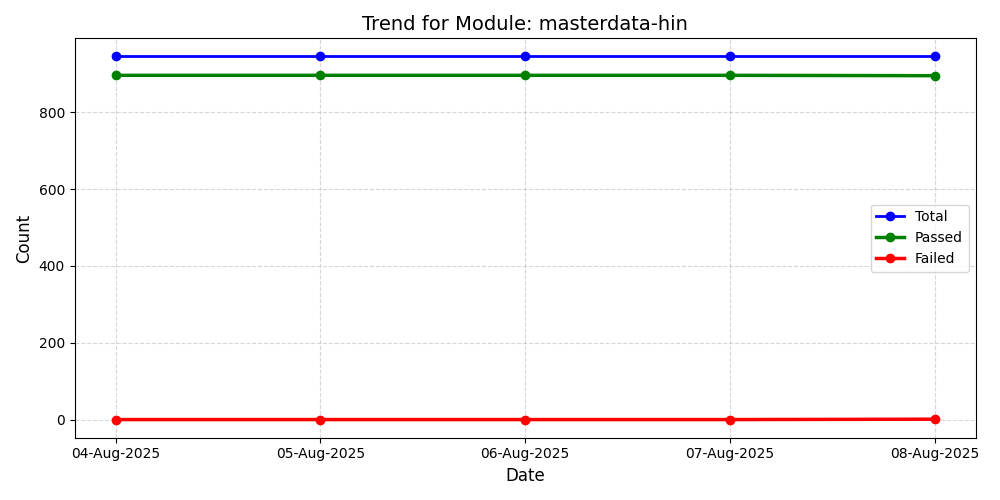 Trend for Module: masterdata-hin
Count
800
600
400
200
0
Total
Passed
Failed
04-Aug-2025 05-Aug-2025 06-Aug-2025 07-Aug-2025 08-Aug-2025
Date